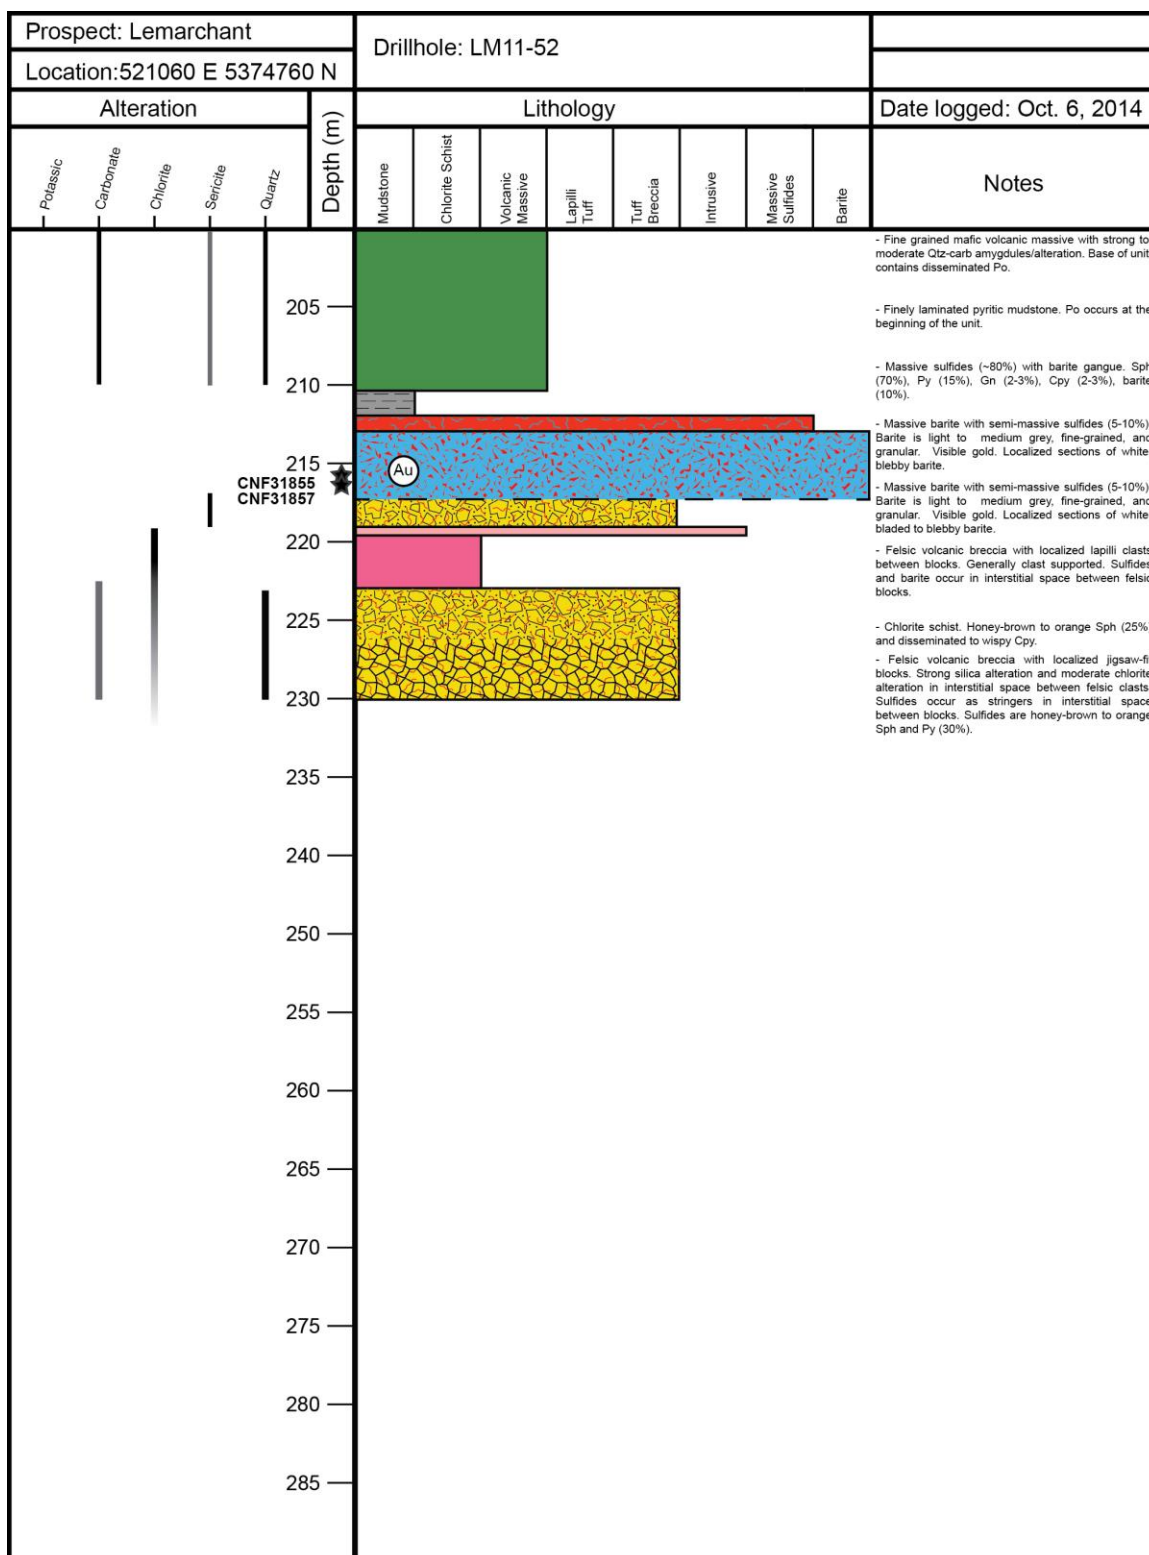 Prospect: Lemarchant
Drillhole: LM11-52
Location:521060 E 5374760 N
Alteration
Depth (m)
Lithology
Date logged: Oct. 6, 2014
Potassic
Carbonate
Chlorite
Sericite
Quartz
Mudstone
Chlorite Schist
Volcanic
Massive
Lapilli
Tuff
Tuff
Breccia
Intrusive
Massive
Sulfides
Barite
Notes
- Fine grained mafic volcanic massive with strong to
moderate Qtz-carb amygdules/alteration. Base of unit
contains disseminated Po.
- Finely laminated pyritic mudstone. Po occurs at the
beginning of the unit.
- Massive sulfides (~80%) with barite gangue. Sph
(70%), Py (15%), Gn (2-3%), Cpy (2-3%), barite
(10%).
- Massive barite with semi-massive sulfides (5-10%)
Barite is light to medium grey, fine-grained, and
granular. Visible gold. Localized sections of white
blebby barite.
- Massive barite with semi-massive sulfides (5-10%)
Barite is light to medium grey, fine-grained, and
granular. Visible gold. Localized sections of white
bladed to blebby barite.
- Felsic volcanic breccia with localized lapilli clasts
between blocks. Generally clast supported. Sulfides
and barite occur in interstitial space between felsic
blocks.
- Chlorite schist. Honey-brown to orange Sph (25%)
and disseminated to wispy Cpy.
- Felsic volcanic breccia with localized jigsaw-fi
blocks. Strong silica alteration and moderate chlorite
alteration in interstitial space between felsic clasts
Sulfides occur as stringers in interstitial space
between blocks. Sulfides are honey-brown to orange
Sph and Py (30%).
205
210
215
CNF31855
CNF31857
Au
220
225
230
235
240
245
250
255
260
265
270
275
280
285